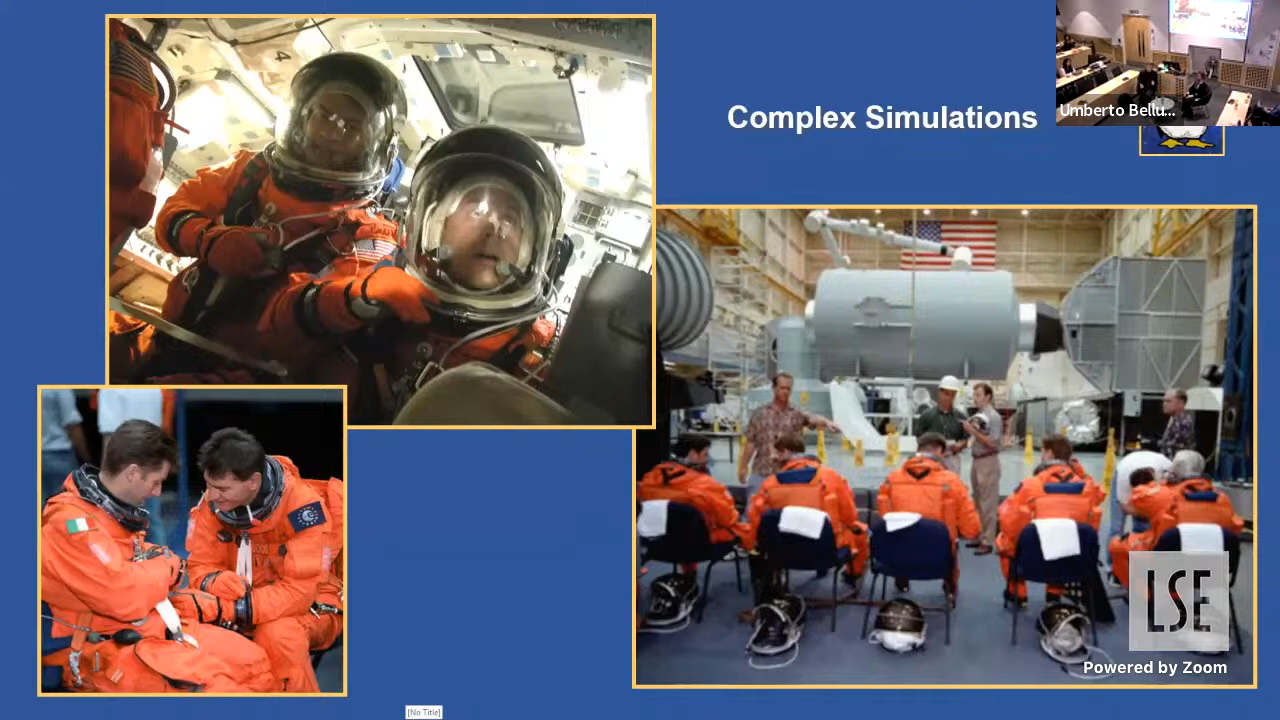 Complex Simulations
Umberto Bellu...
LSE
Powered by Zoom
[No Title]